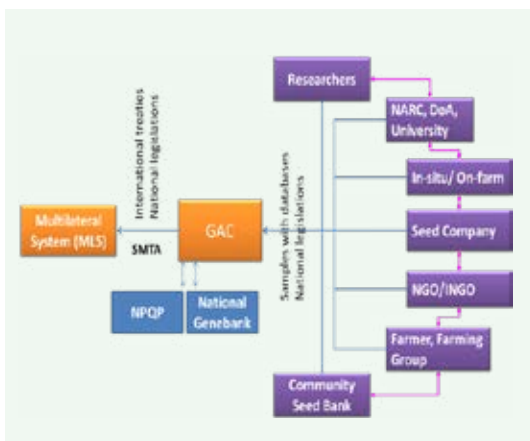 Researchers
NARC, DoA,
University
In-situ/ On-farm
Seed Company
NGO/INGO
Farmer, Farming
Group
Community
Seed Bank
Samples with databases
National legislations
GAC
International treaties
National legislations
SMTA
Multilateral
System (MLS)
NPQP
National
Genebank